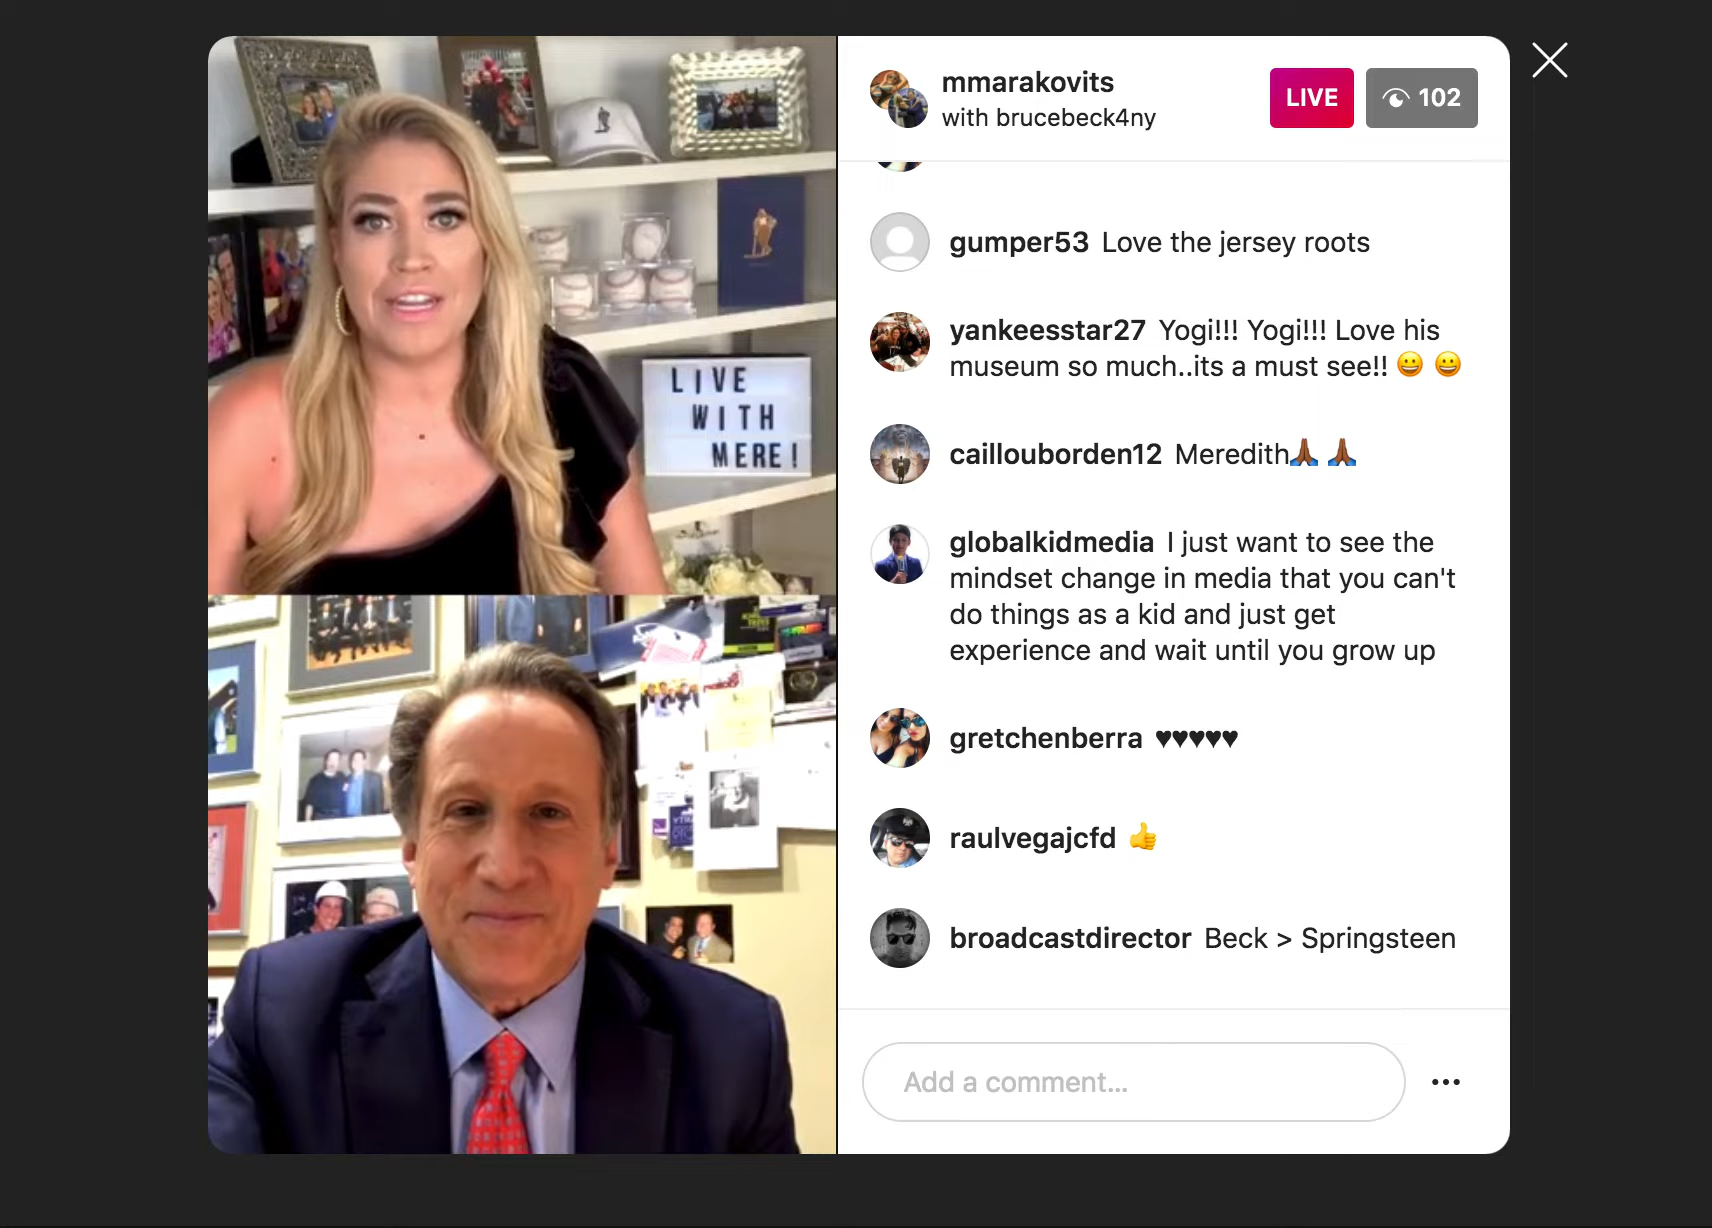 mmarakovits
with brucebeck4ny
LIVE
102
gumper53 Love the jersey roots
yankeesstar27 Yogi!!! Yogi!!! Love his
museum so much..its a must see!! 😀 😀
caillouborden12 Meredith🙏🏾 🙏🏾
globalkidmedia I just want to see the
mindset change in media that you can't
do things as a kid and just get
experience and wait until you grow up
gretchenberra ♥♥♥♥♥
raulvegajcfd 👍
broadcastdirector Beck > Springsteen
Add a comment...
LIVE
WITH
MERE!